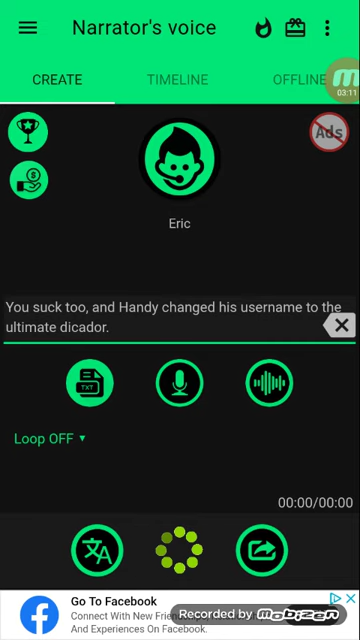 Narrator's voice
CREATE
TIMELINE
OFFLINE
03:11
Ads
Eric
You suck too, and Handy changed his username to the
ultimate dicador.
TXT
Loop OFF
00:00/00:00
Go To Facebook
Connect With New Frien
And Experiences On Facebook.
Recorded by mobizen